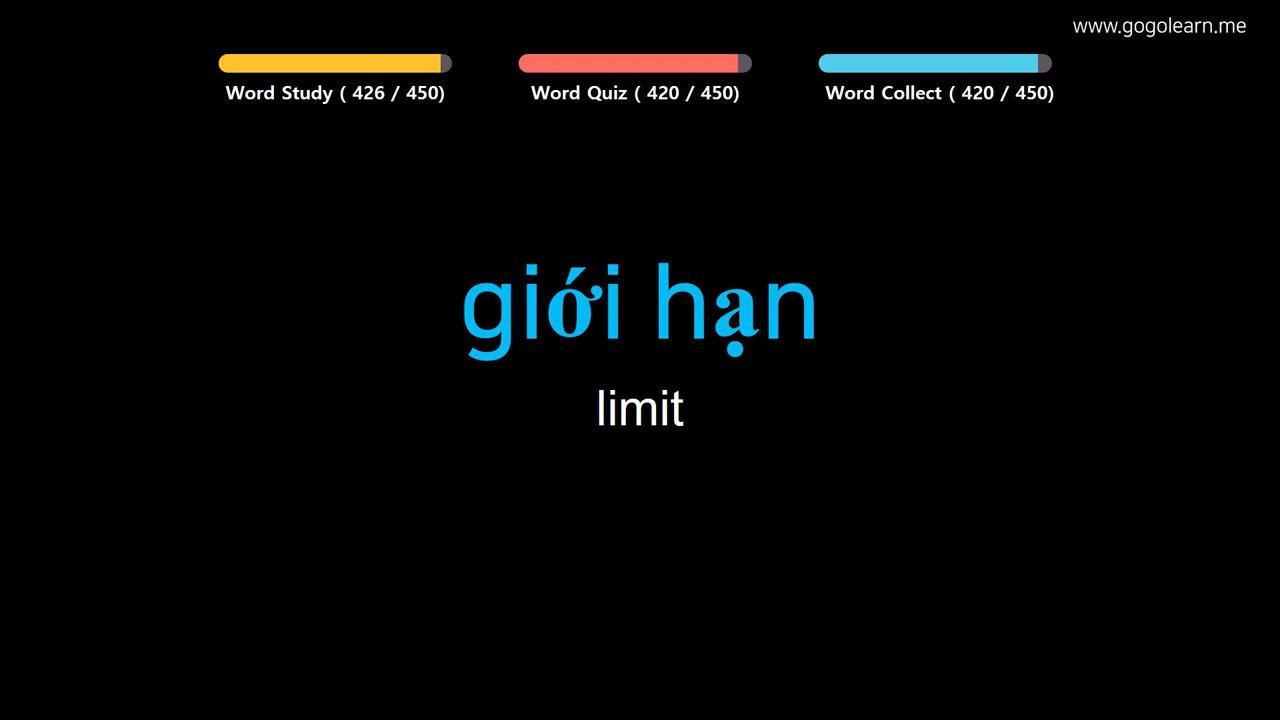 www.gogolearn.me
Word Study ( 426 / 450)
Word Quiz ( 420 / 450)
Word Collect ( 420 / 450)
giới hạn
limit